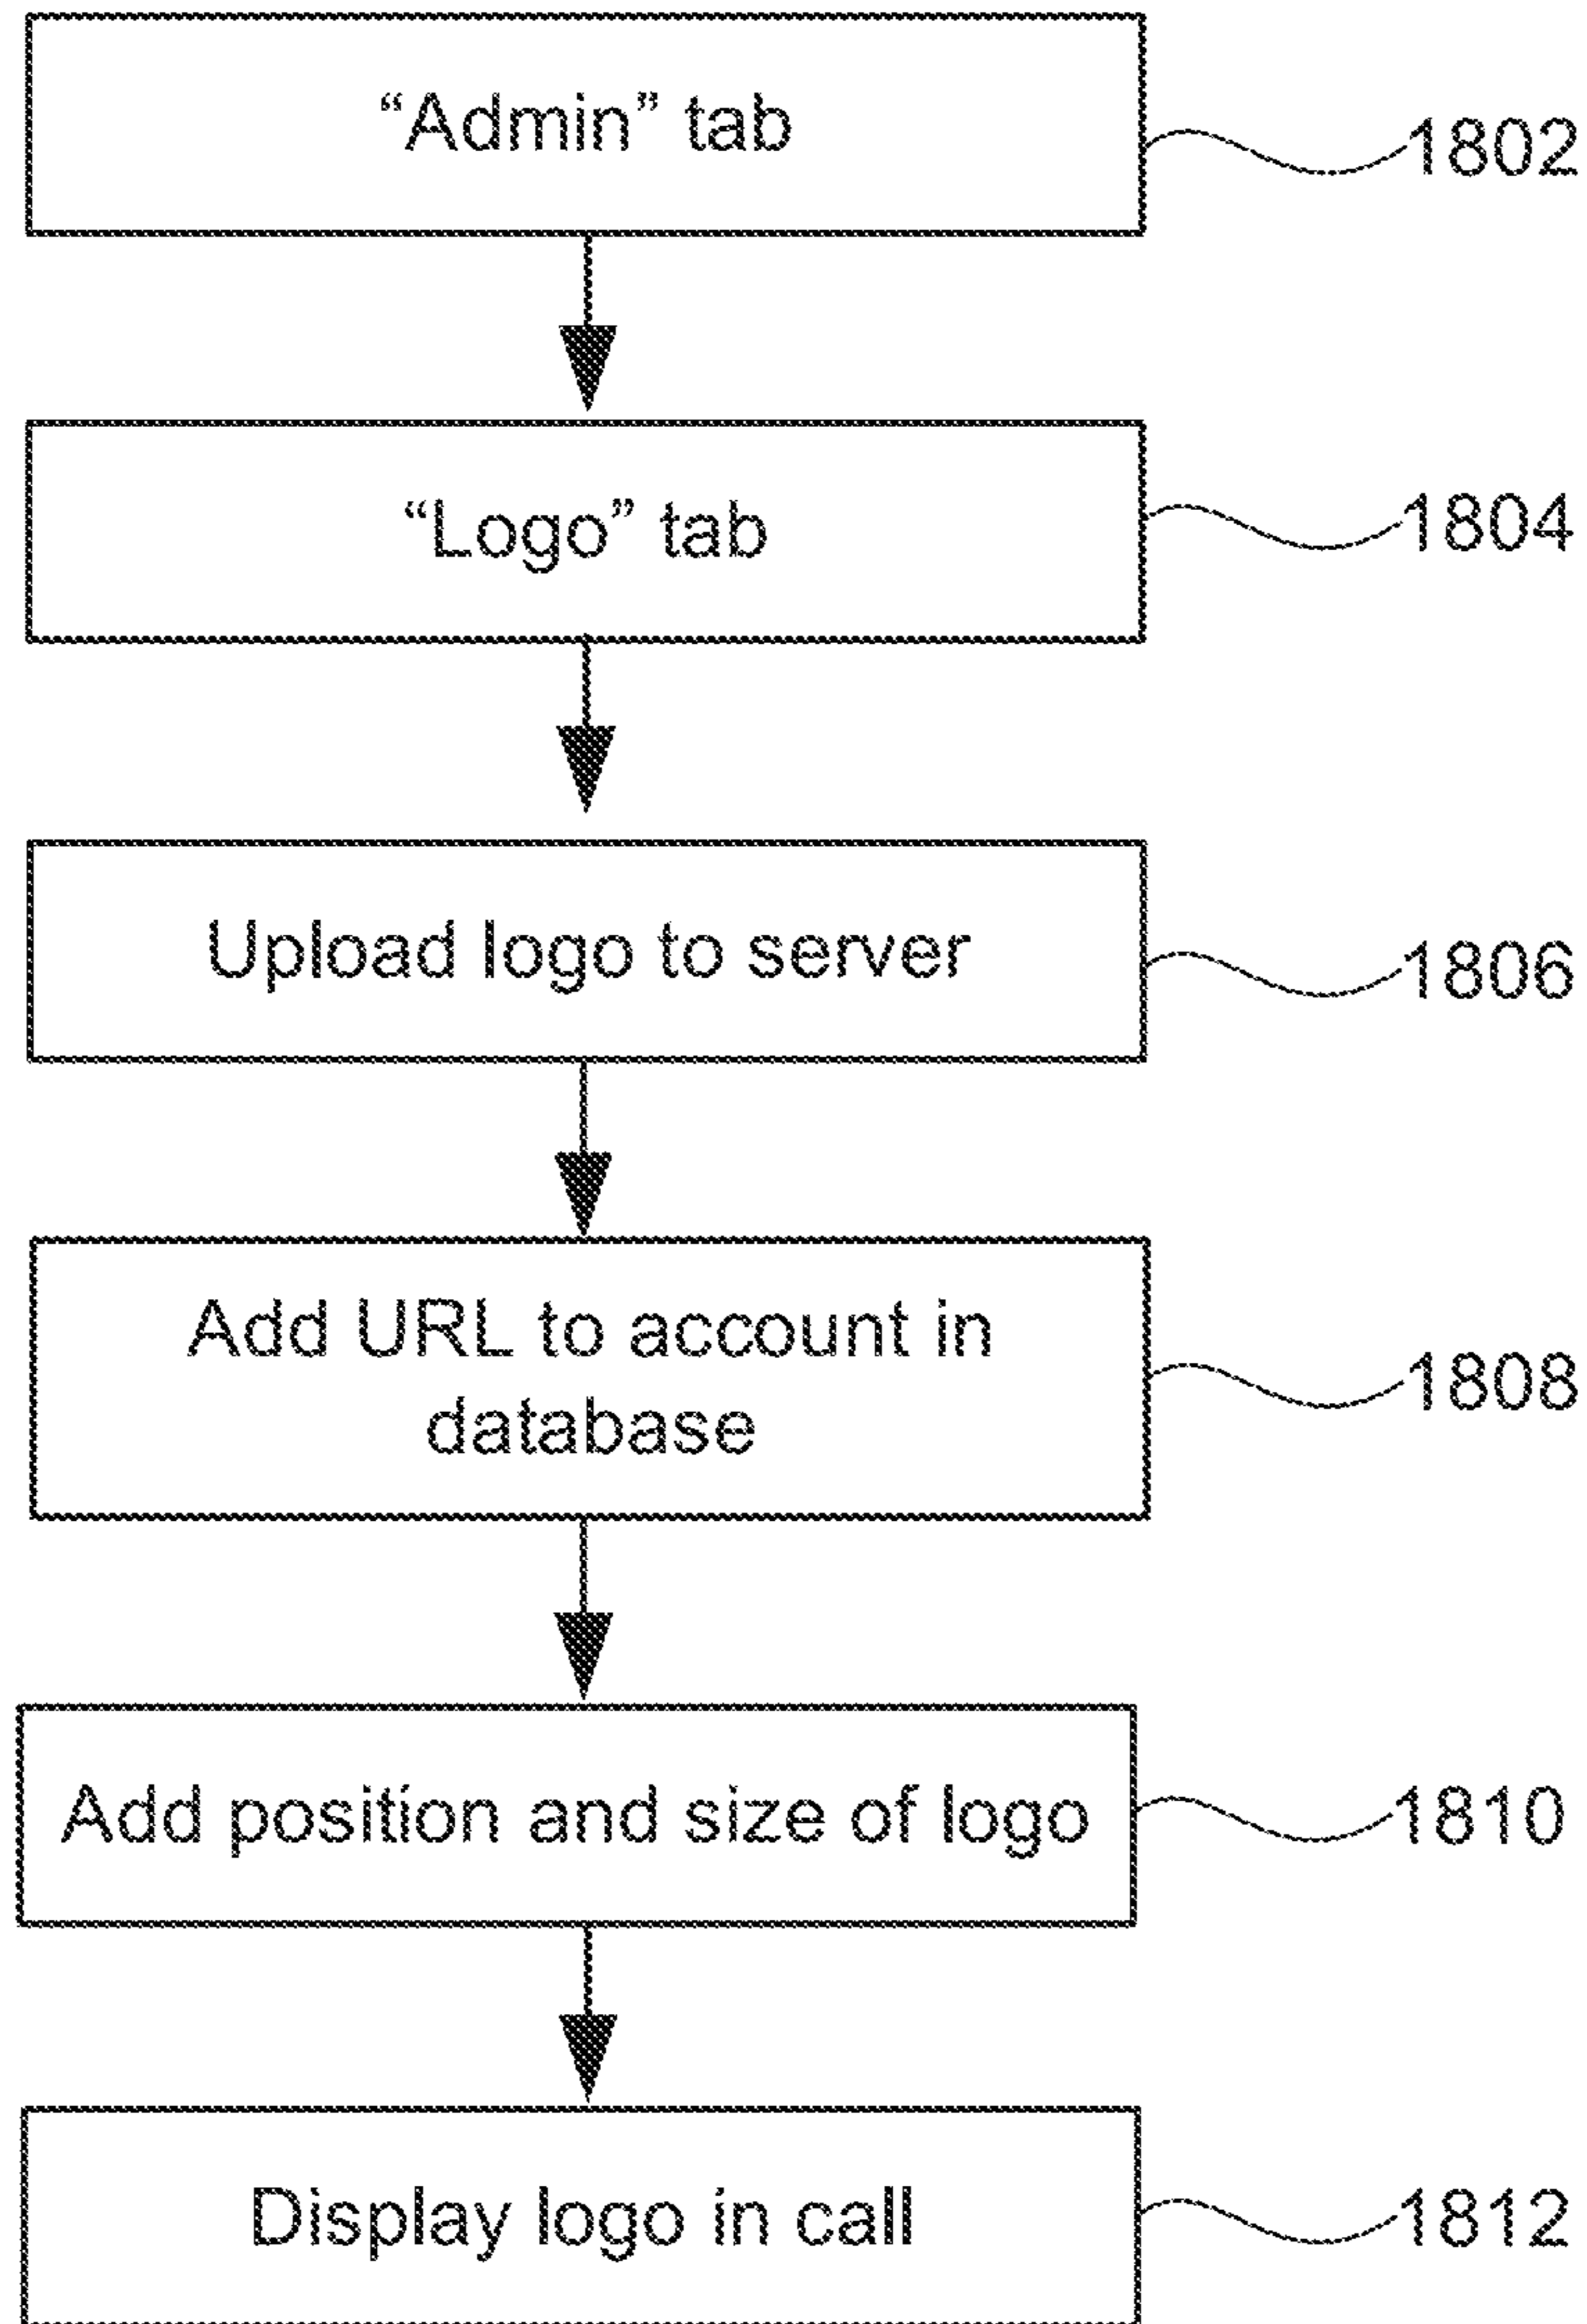 “Admin” tab
1802
“Logo” tab
1804
Upload logo to server
1806
Add URL to account in
database
1808
Add position and size of logo
1810
Display logo in call
1812